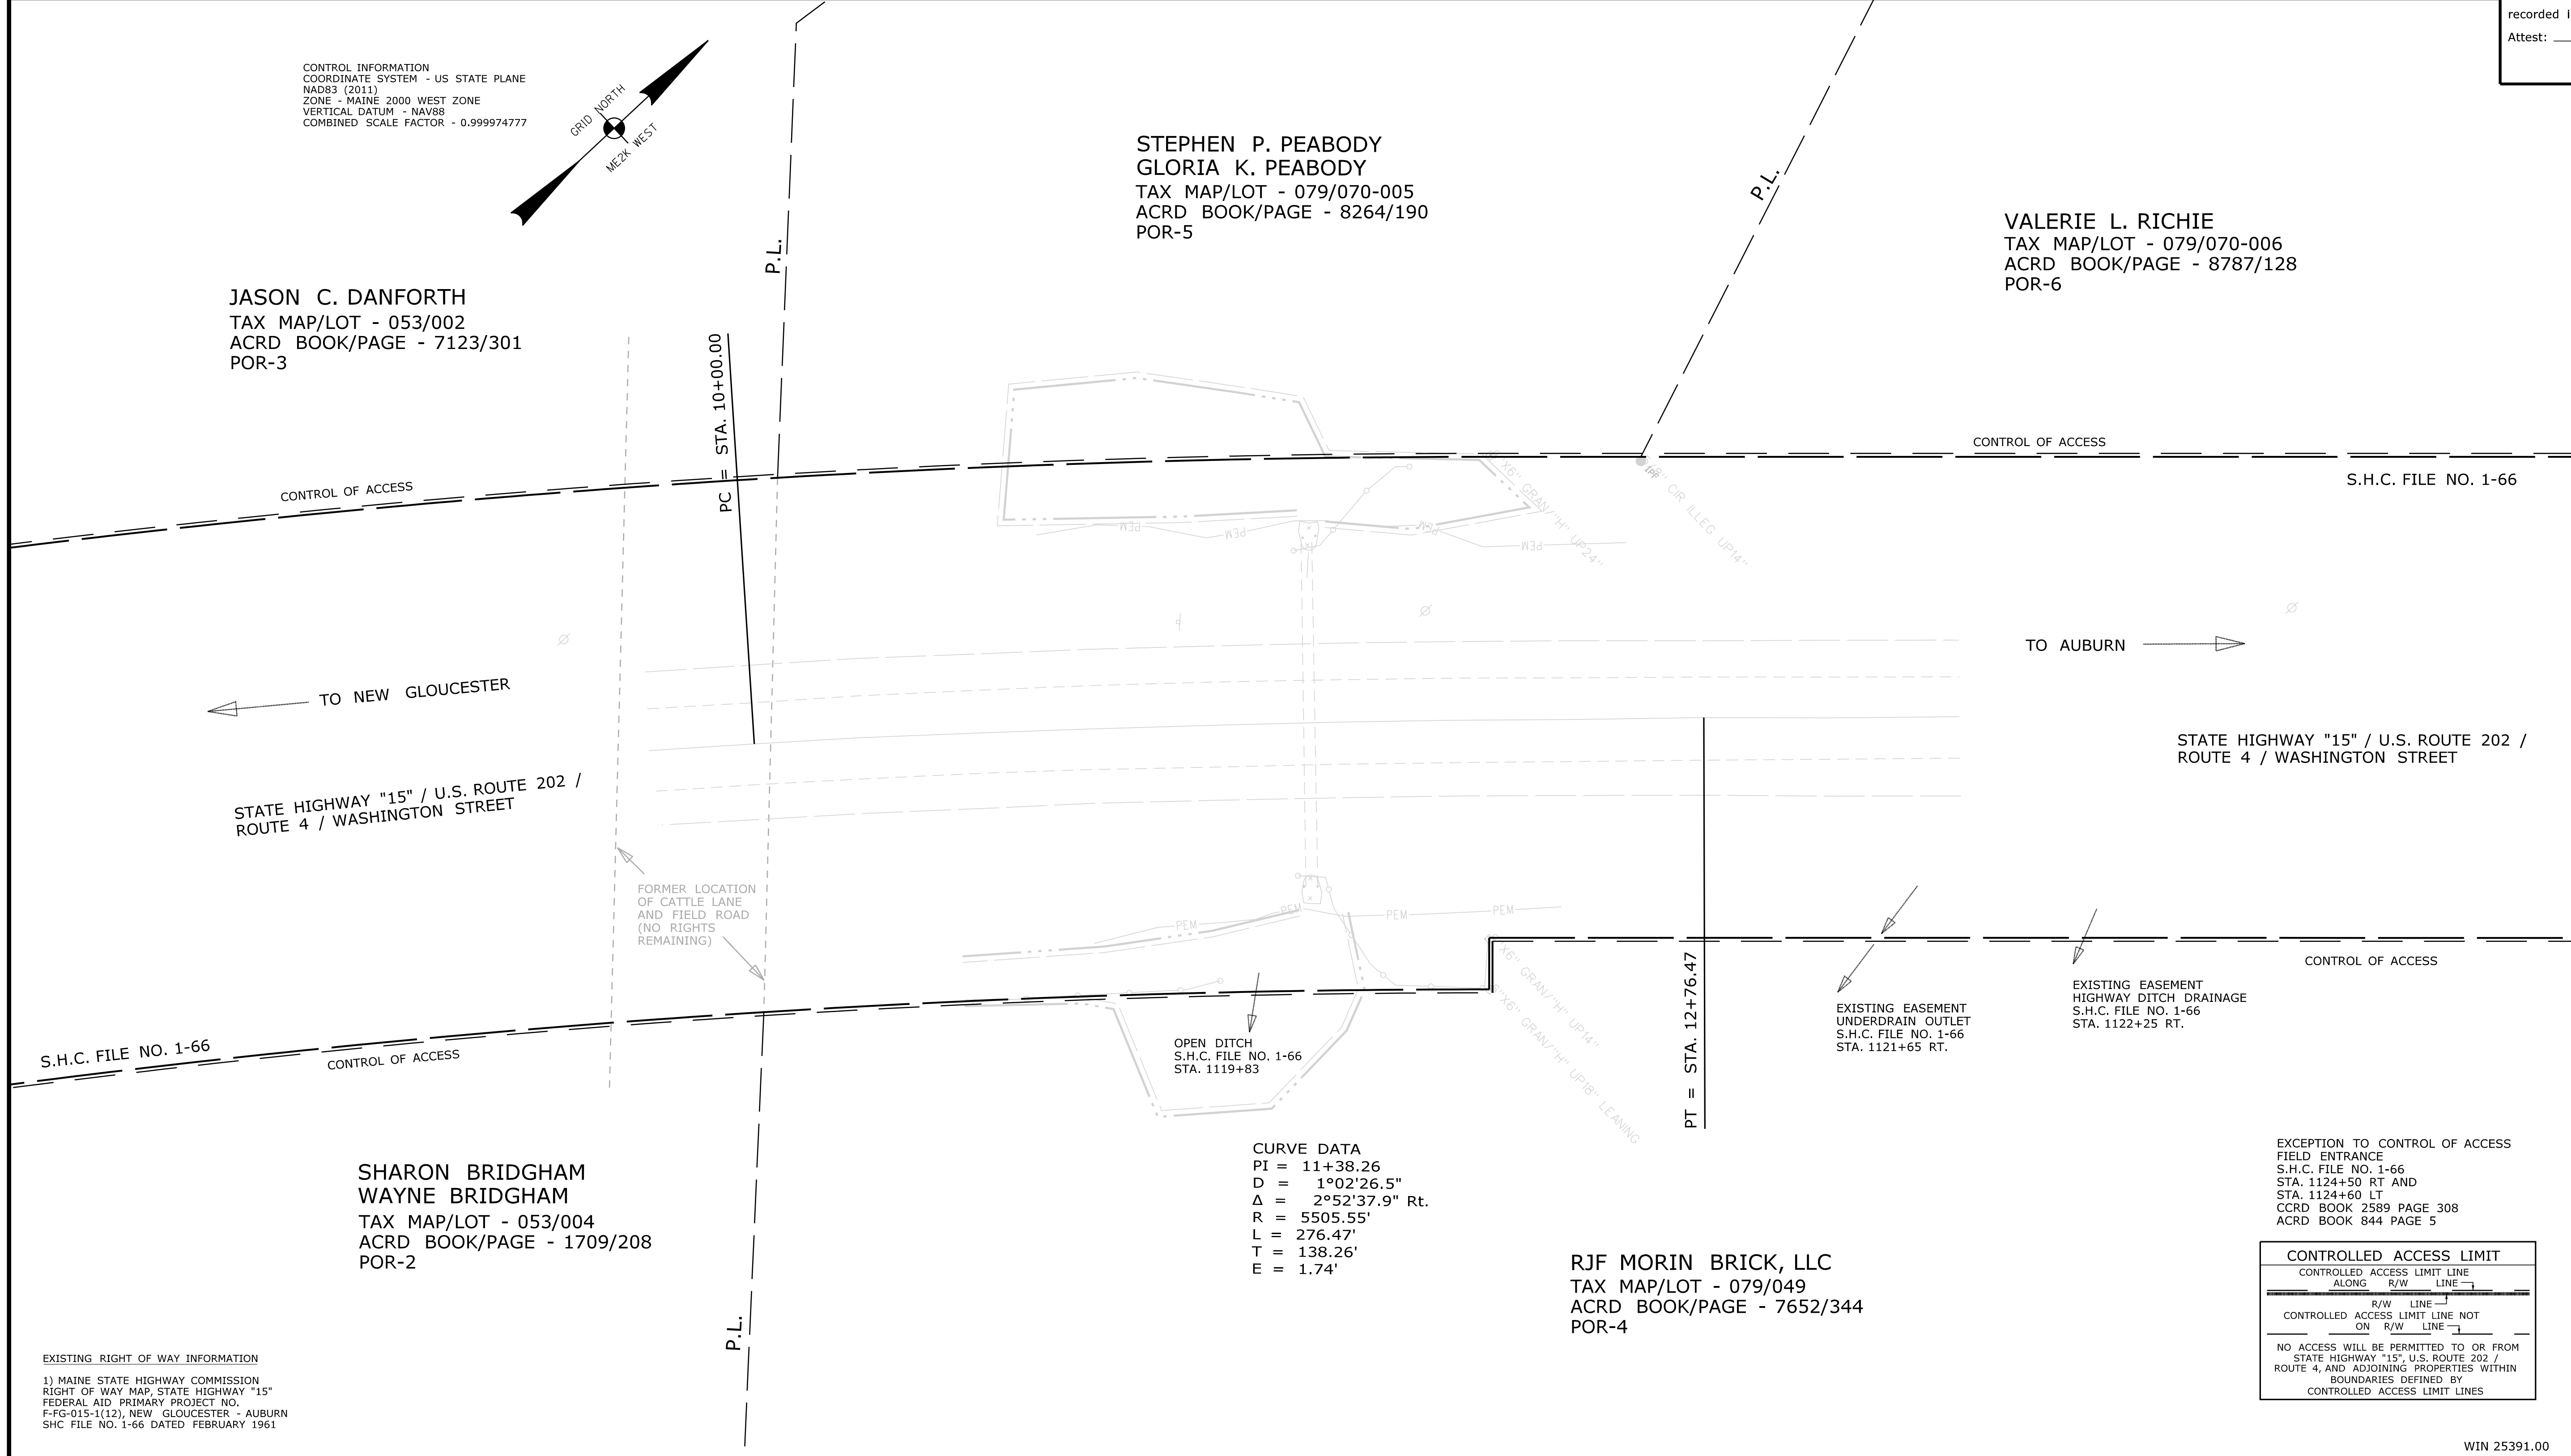 recorded i
Attest:
CONTROL INFORMATION
COORDINATE SYSTEM - US STATE PLANE
NAD83 (2011)
ZONE - MAINE 2000 WEST ZONE
VERTICAL DATUM - NAV88
COMBINED SCALE FACTOR - 0.999974777
GRID NORTH
ME2K WEST
STEPHEN P. PEABODY
GLORIA K. PEABODY
TAX MAP/LOT - 079/070-005
ACRD BOOK/PAGE - 8264/190
POR-5
P.L.
P.L.
VALERIE L. RICHIE
TAX MAP/LOT - 079/070-006
ACRD BOOK/PAGE - 8787/128
POR-6
JASON C. DANFORTH
TAX MAP/LOT - 053/002
ACRD BOOK/PAGE - 7123/301
POR-3
PC = STA. 10+00.00
CONTROL OF ACCESS
CONTROL OF ACCESS
S.H.C. FILE NO. 1-66
X6" GRAN/"H" UP24"
CIR ILLEG UP14"
PEM
PEM
PEM
PEM
TO NEW GLOUCESTER
TO AUBURN
STATE HIGHWAY "15" / U.S. ROUTE 202 /
ROUTE 4 / WASHINGTON STREET
STATE HIGHWAY "15" / U.S. ROUTE 202 /
ROUTE 4 / WASHINGTON STREET
FORMER LOCATION
OF CATTLE LANE
AND FIELD ROAD
(NO RIGHTS
REMAINING)
PEM
PEM
PEM
PEM
X6" GRAN/"H" UP14"
X6" GRAN/"H" UP18" LEANING
S.H.C. FILE NO. 1-66
CONTROL OF ACCESS
OPEN DITCH
S.H.C. FILE NO. 1-66
STA. 1119+83
PT = STA. 12+76.47
EXISTING EASEMENT
UNDERDRAIN OUTLET
S.H.C. FILE NO. 1-66
STA. 1121+65 RT.
EXISTING EASEMENT
HIGHWAY DITCH DRAINAGE
S.H.C. FILE NO. 1-66
STA. 1122+25 RT.
CONTROL OF ACCESS
SHARON BRIDGHAM
WAYNE BRIDGHAM
TAX MAP/LOT - 053/004
ACRD BOOK/PAGE - 1709/208
POR-2
P.L.
CURVE DATA
PI = 11+38.26
D = 1°02'26.5"
Δ = 2°52'37.9" Rt.
R = 5505.55'
L = 276.47'
T = 138.26'
E = 1.74'
RJF MORIN BRICK, LLC
TAX MAP/LOT - 079/049
ACRD BOOK/PAGE - 7652/344
POR-4
EXCEPTION TO CONTROL OF ACCESS
FIELD ENTRANCE
S.H.C. FILE NO. 1-66
STA. 1124+50 RT AND
STA. 1124+60 LT
CCRD BOOK 2589 PAGE 308
ACRD BOOK 844 PAGE 5
CONTROLLED ACCESS LIMIT
CONTROLLED ACCESS LIMIT LINE
ALONG R/W LINE
R/W LINE
CONTROLLED ACCESS LIMIT LINE NOT
ON R/W LINE
NO ACCESS WILL BE PERMITTED TO OR FROM
STATE HIGHWAY "15", U.S. ROUTE 202 /
ROUTE 4, AND ADJOINING PROPERTIES WITHIN
BOUNDARIES DEFINED BY
CONTROLLED ACCESS LIMIT LINES
EXISTING RIGHT OF WAY INFORMATION
1) MAINE STATE HIGHWAY COMMISSION
RIGHT OF WAY MAP, STATE HIGHWAY "15"
FEDERAL AID PRIMARY PROJECT NO.
F-FG-015-1(12), NEW GLOUCESTER - AUBURN
SHC FILE NO. 1-66 DATED FEBRUARY 1961
WIN 25391.00